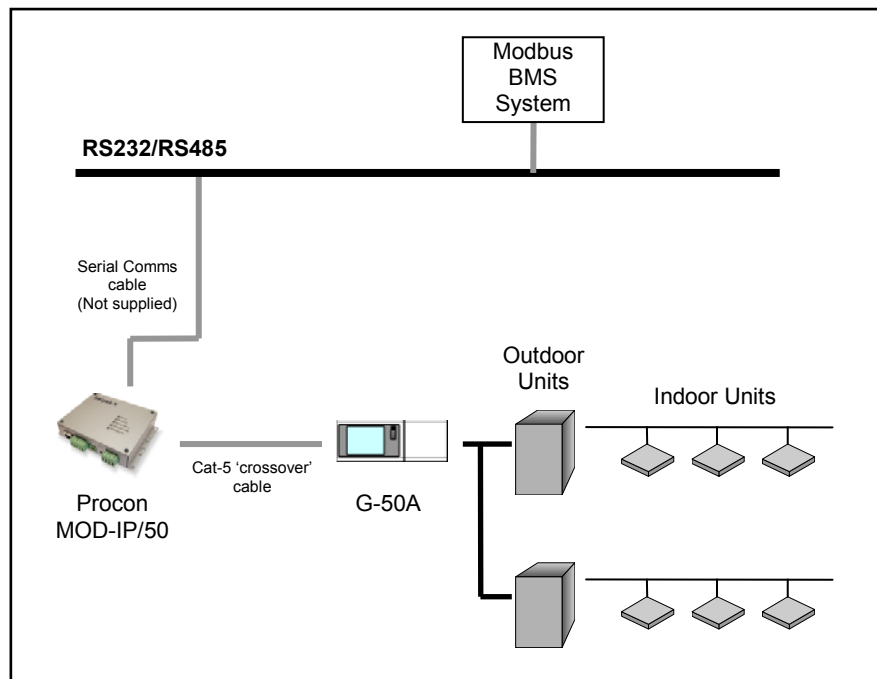 Modbus
BMS
System
RS232/RS485
Serial Comms
cable
(Not supplied)
Outdoor
Units
Indoor Units
Cat-5 ‘crossover’
cable
Procon
MOD-IP/50
G-50A